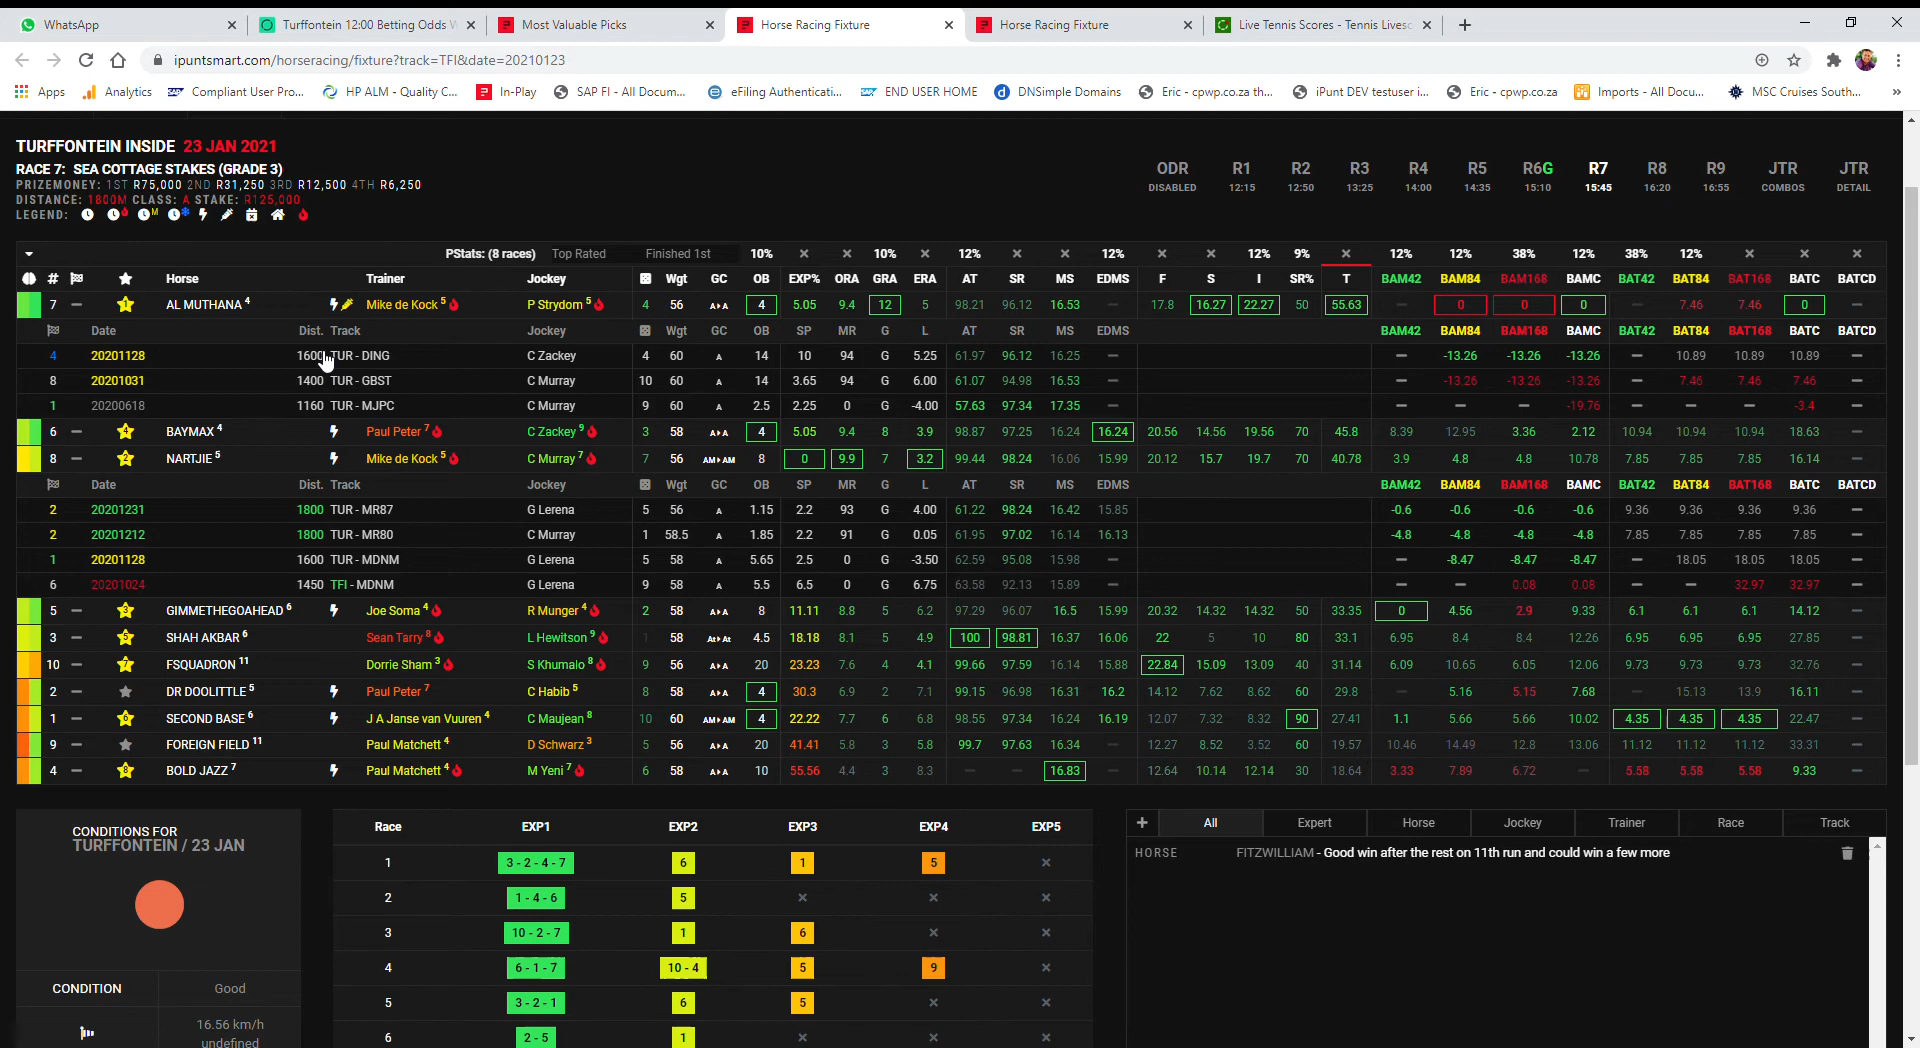 WhatsApp
Turffontein 12:00 Betting Odds
Most Valuable Picks
Horse Racing Fixture
Horse Racing Fixture
Live Tennis Scores - Tennis Livesc
ipuntsmart.com/horseracing/fixture?track=TFI&date=20210123
Apps Analytics Compliant User Pro... HP ALM - Quality C... In-Play SAP FI - All Docum... eFiling Authenticati... END USER HOME DNSimple Domains Eric - cpwp.co.za th... iPunt DEV testuser i... Eric - cpwp.co.za Imports - All Docu... MSC Cruises South... »
TURFFONTEIN INSIDE 23 JAN 2021
RACE 7: SEA COTTAGE STAKES (GRADE 3)
PRIZEMONEY: 1ST R75,000 2ND R31,250 3RD R12,500 4TH R6,250
DISTANCE: 1800M CLASS: A STAKE: R125,000
LEGEND:
ODR R1 R2 R3 R4 R5 R6G R7 R8 R9 JTR JTR
DISABLED 12:15 12:50 13:25 14:00 14:35 15:10 15:45 16:20 16:55 COMBOS DETAIL
PStats: (8 races) Top Rated Finished 1st 10% × × 10% × 12% × × 12% × × 12% 9% × 12% 12% 38% 12% 38% 12% × × ×
# Horse Trainer Jockey Wgt GC OB EXP% ORA GRA ERA AT SR MS EDMS F S I SR% T BAM42 BAM84 BAM168 BAMC BAT42 BAT84 BAT168 BATC BATCD
7 — 1 AL MUTHANA 4 Mike de Kock 5 P Strydom 5 4 56 A▸A 4 5.05 9.4 12 5 98.21 96.12 16.53 — 17.8 16.27 22.27 50 55.63 — 0 0 0 — 7.46 7.46 0 —
Date Dist. Track Jockey Wgt GC OB SP MR G L AT SR MS EDMS BAM42 BAM84 BAM168 BAMC BAT42 BAT84 BAT168 BATC BATCD
4 20201128 1600 TUR - DING C Zackey 4 60 A 14 10 94 G 5.25 61.97 96.12 16.25 — — -13.26 -13.26 -13.26 — 10.89 10.89 10.89 —
8 20201031 1400 TUR - GBST C Murray 10 60 A 14 3.65 94 G 6.00 61.07 94.98 16.53 — — -13.26 -13.26 -13.26 — 7.46 7.46 7.46 —
1 20200618 1160 TUR - MJPC C Murray 9 60 A 2.5 2.25 0 G -4.00 57.63 97.34 17.35 — — — — -19.76 — — — -3.4 —
6 — 4 BAYMAX 4 Paul Peter 7 C Zackey 9 3 58 A▸A 4 5.05 9.4 8 3.9 98.87 97.25 16.24 16.24 20.56 14.56 19.56 70 45.8 8.39 12.95 3.36 2.12 10.94 10.94 10.94 18.63 —
8 — 2 NARTJIE 5 Mike de Kock 5 C Murray 7 7 56 AM▸AM 8 0 9.9 7 3.2 99.44 98.24 16.06 15.99 20.12 15.7 19.7 70 40.78 3.9 4.8 4.8 10.78 7.85 7.85 7.85 16.14 —
Date Dist. Track Jockey Wgt GC OB SP MR G L AT SR MS EDMS BAM42 BAM84 BAM168 BAMC BAT42 BAT84 BAT168 BATC BATCD
2 20201231 1800 TUR - MR87 G Lerena 5 56 A 1.15 2.2 93 G 4.00 61.22 98.24 16.42 15.85 -0.6 -0.6 -0.6 -0.6 9.36 9.36 9.36 9.36 —
2 20201212 1800 TUR - MR80 C Murray 1 58.5 A 1.85 2.2 91 G 0.05 61.95 97.02 16.14 16.13 -4.8 -4.8 -4.8 -4.8 7.85 7.85 7.85 7.85 —
1 20201128 1600 TUR - MDNM G Lerena 5 58 A 5.65 2.5 0 G -3.50 62.59 95.08 15.98 — — -8.47 -8.47 -8.47 — 18.05 18.05 18.05 —
6 20201024 1450 TFI - MDNM G Lerena 9 58 A 5.5 6.5 0 G 6.75 63.58 92.13 15.89 — — — 0.08 0.08 — — 32.97 32.97 —
5 — 3 GIMMETHEGOAHEAD 6 Joe Soma 4 R Munger 4 2 58 A▸A 8 11.11 8.8 5 6.2 97.29 96.07 16.5 15.99 20.32 14.32 14.32 50 33.35 0 4.56 2.9 9.33 6.1 6.1 6.1 14.12 —
3 — 5 SHAH AKBAR 6 Sean Tarry 8 L Hewitson 9 1 58 At▸At 4.5 18.18 8.1 5 4.9 100 98.81 16.37 16.06 22 5 10 80 33.1 6.95 8.4 8.4 12.26 6.95 6.95 6.95 27.85 —
10 — 7 FSQUADRON 11 Dorrie Sham 3 S Khumalo 8 9 56 A▸A 20 23.23 7.6 4 4.1 99.66 97.59 16.14 15.88 22.84 15.09 13.09 40 31.14 6.09 10.65 6.05 12.06 9.73 9.73 9.73 32.76 —
2 — DR DOOLITTLE 5 Paul Peter 7 C Habib 5 8 58 A▸A 4 30.3 6.9 2 7.1 99.15 96.98 16.31 16.2 14.12 7.62 8.62 60 29.8 — 5.16 5.15 7.68 — 15.13 13.9 16.11 —
1 — 6 SECOND BASE 6 J A Janse van Vuuren 4 C Maujean 8 10 60 AM▸AM 4 22.22 7.7 6 6.8 98.55 97.34 16.24 16.19 12.07 7.32 8.32 90 27.41 1.1 5.66 5.66 10.02 4.35 4.35 4.35 22.47 —
9 — FOREIGN FIELD 11 Paul Matchett 4 D Schwarz 3 5 56 A▸A 20 41.41 5.8 3 5.8 99.7 97.63 16.34 — 12.27 8.52 3.52 60 19.57 10.46 14.49 12.8 13.06 11.12 11.12 11.12 33.31 —
4 — 8 BOLD JAZZ 7 Paul Matchett 4 M Yeni 7 6 58 A▸A 10 55.56 4.4 3 8.3 — — 16.83 12.64 10.14 12.14 30 18.64 3.33 7.89 6.72 — 5.58 5.58 5.58 9.33 —
CONDITIONS FOR
TURFFONTEIN / 23 JAN
CONDITION Good
16.56 km/h
undefined
Race EXP1 EXP2 EXP3 EXP4 EXP5
1 3 - 2 - 4 - 7 6 1 5 ×
2 1 - 4 - 6 5 × × ×
3 10 - 2 - 7 1 6 × ×
4 6 - 1 - 7 10 - 4 5 9 ×
5 3 - 2 - 1 6 5 × ×
6 2 - 5 1 × × ×
+ All Expert Horse Jockey Trainer Race Track
HORSE FITZWILLIAM - Good win after the rest on 11th run and could win a few more